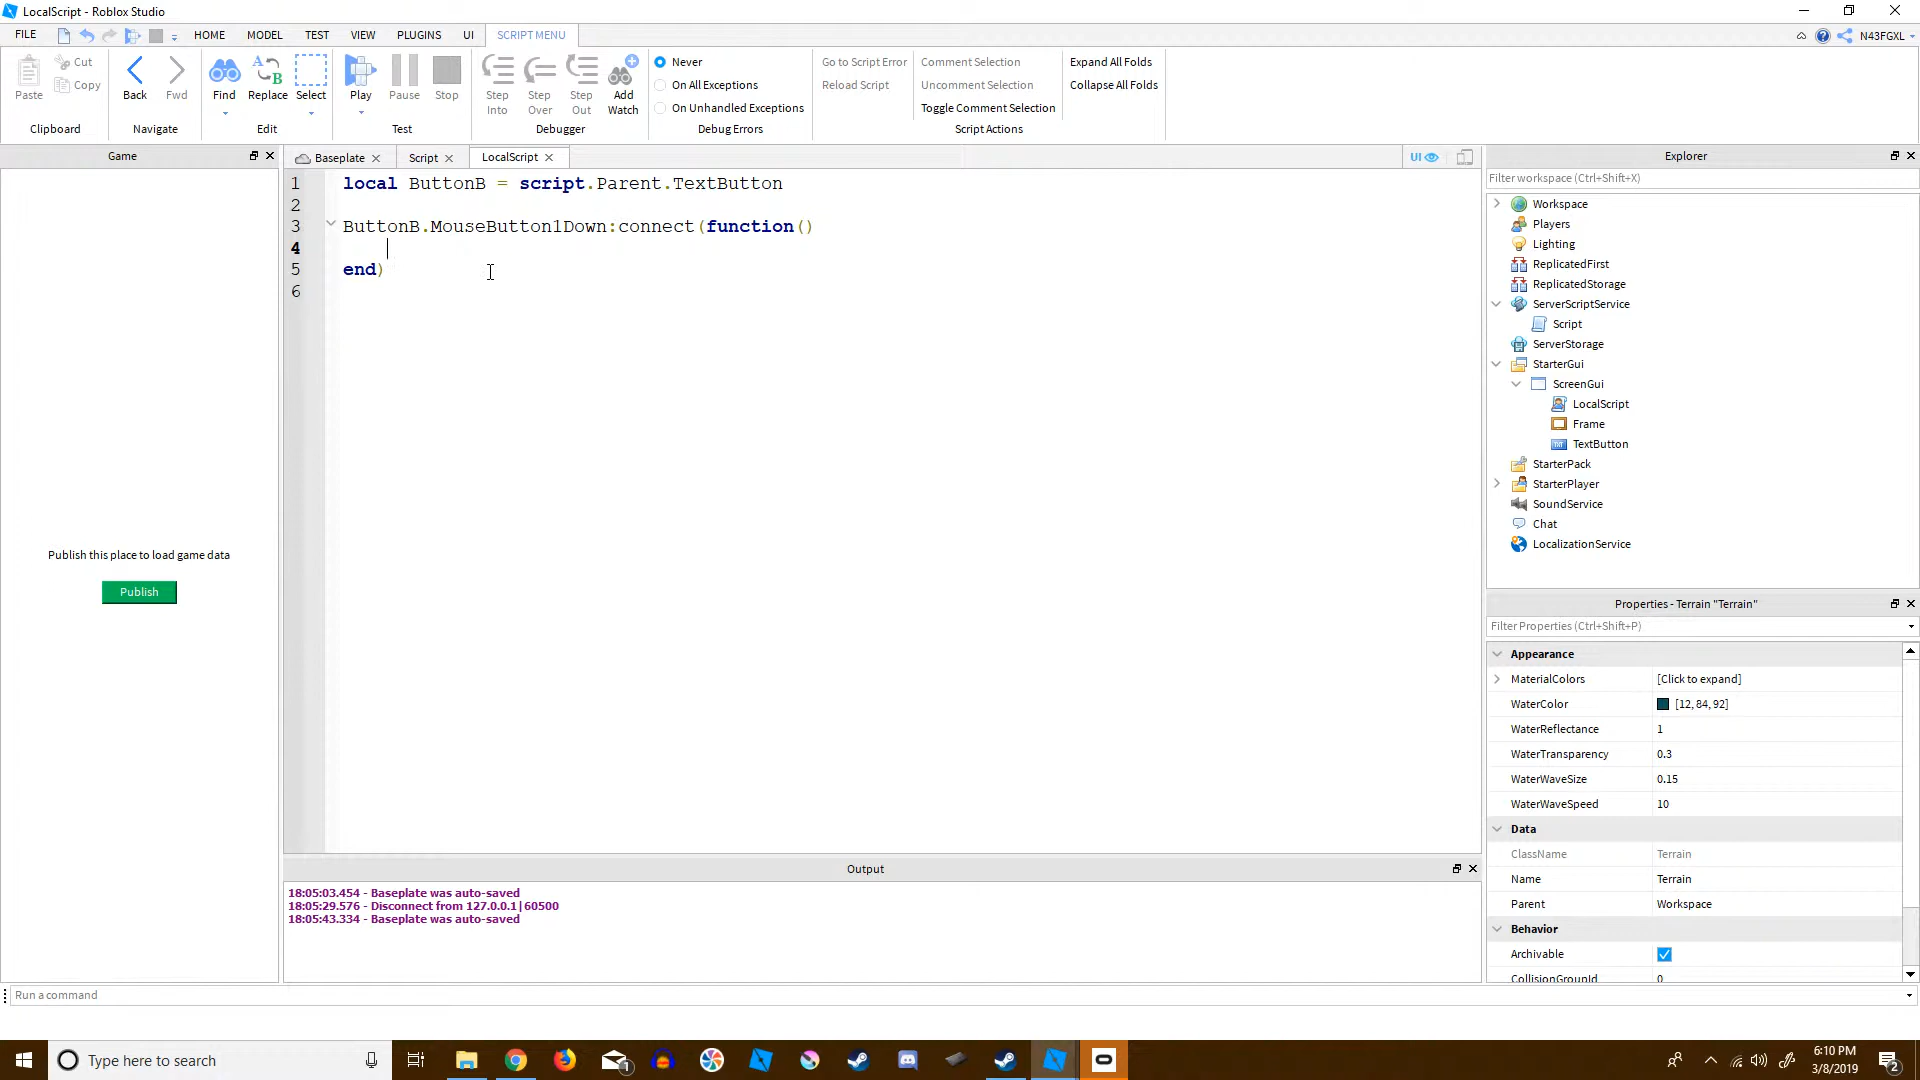 LocalScript - Roblox Studio
FILE HOME MODEL TEST VIEW PLUGINS UI SCRIPT MENU N43FGXL
Paste Cut Copy Back Fwd Find Replace Select Play Pause Stop Step Into Step Over Step Out Add Watch
Never
On All Exceptions
On Unhandled Exceptions
Go to Script Error
Reload Script
Comment Selection
Uncomment Selection
Toggle Comment Selection
Expand All Folds
Collapse All Folds
Clipboard Navigate Edit Test Debugger Debug Errors Script Actions
Game
Publish this place to load game data
Publish
Baseplate Script LocalScript UI
1 local ButtonB = script.Parent.TextButton
2
3 ButtonB.MouseButton1Down:connect(function()
4
5 end)
6
Output
18:05:03.454 - Baseplate was auto-saved
18:05:29.576 - Disconnect from 127.0.0.1|60500
18:05:43.334 - Baseplate was auto-saved
Explorer
Filter workspace (Ctrl+Shift+X)
Workspace
Players
Lighting
ReplicatedFirst
ReplicatedStorage
ServerScriptService
Script
ServerStorage
StarterGui
ScreenGui
LocalScript
Frame
TextButton
StarterPack
StarterPlayer
SoundService
Chat
LocalizationService
Properties - Terrain "Terrain"
Filter Properties (Ctrl+Shift+P)
Appearance
MaterialColors [Click to expand]
WaterColor [12, 84, 92]
WaterReflectance 1
WaterTransparency 0.3
WaterWaveSize 0.15
WaterWaveSpeed 10
Data
ClassName Terrain
Name Terrain
Parent Workspace
Behavior
Archivable
CollisionGroupId 0
Run a command
Type here to search
1
6:10 PM
3/8/2019
2